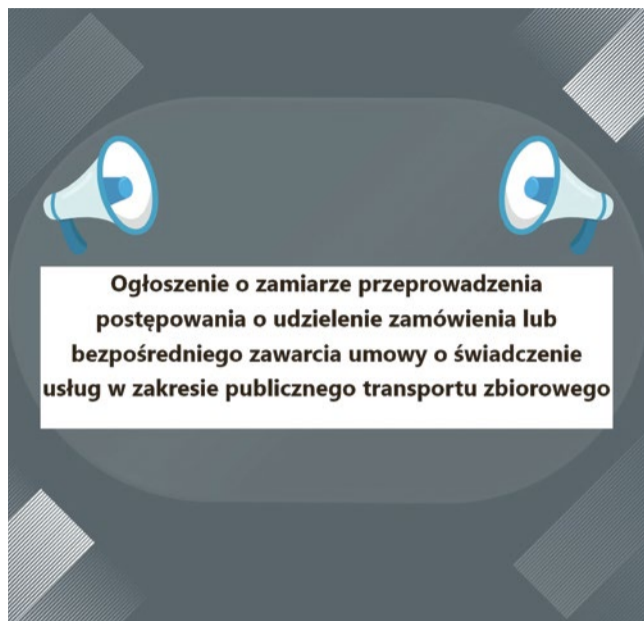 Ogłoszenie o zamiarze przeprowadzenia
postępowania o udzielenie zamówienia lub
bezpośredniego zawarcia umowy o świadczenie
usług w zakresie publicznego transportu zbiorowego